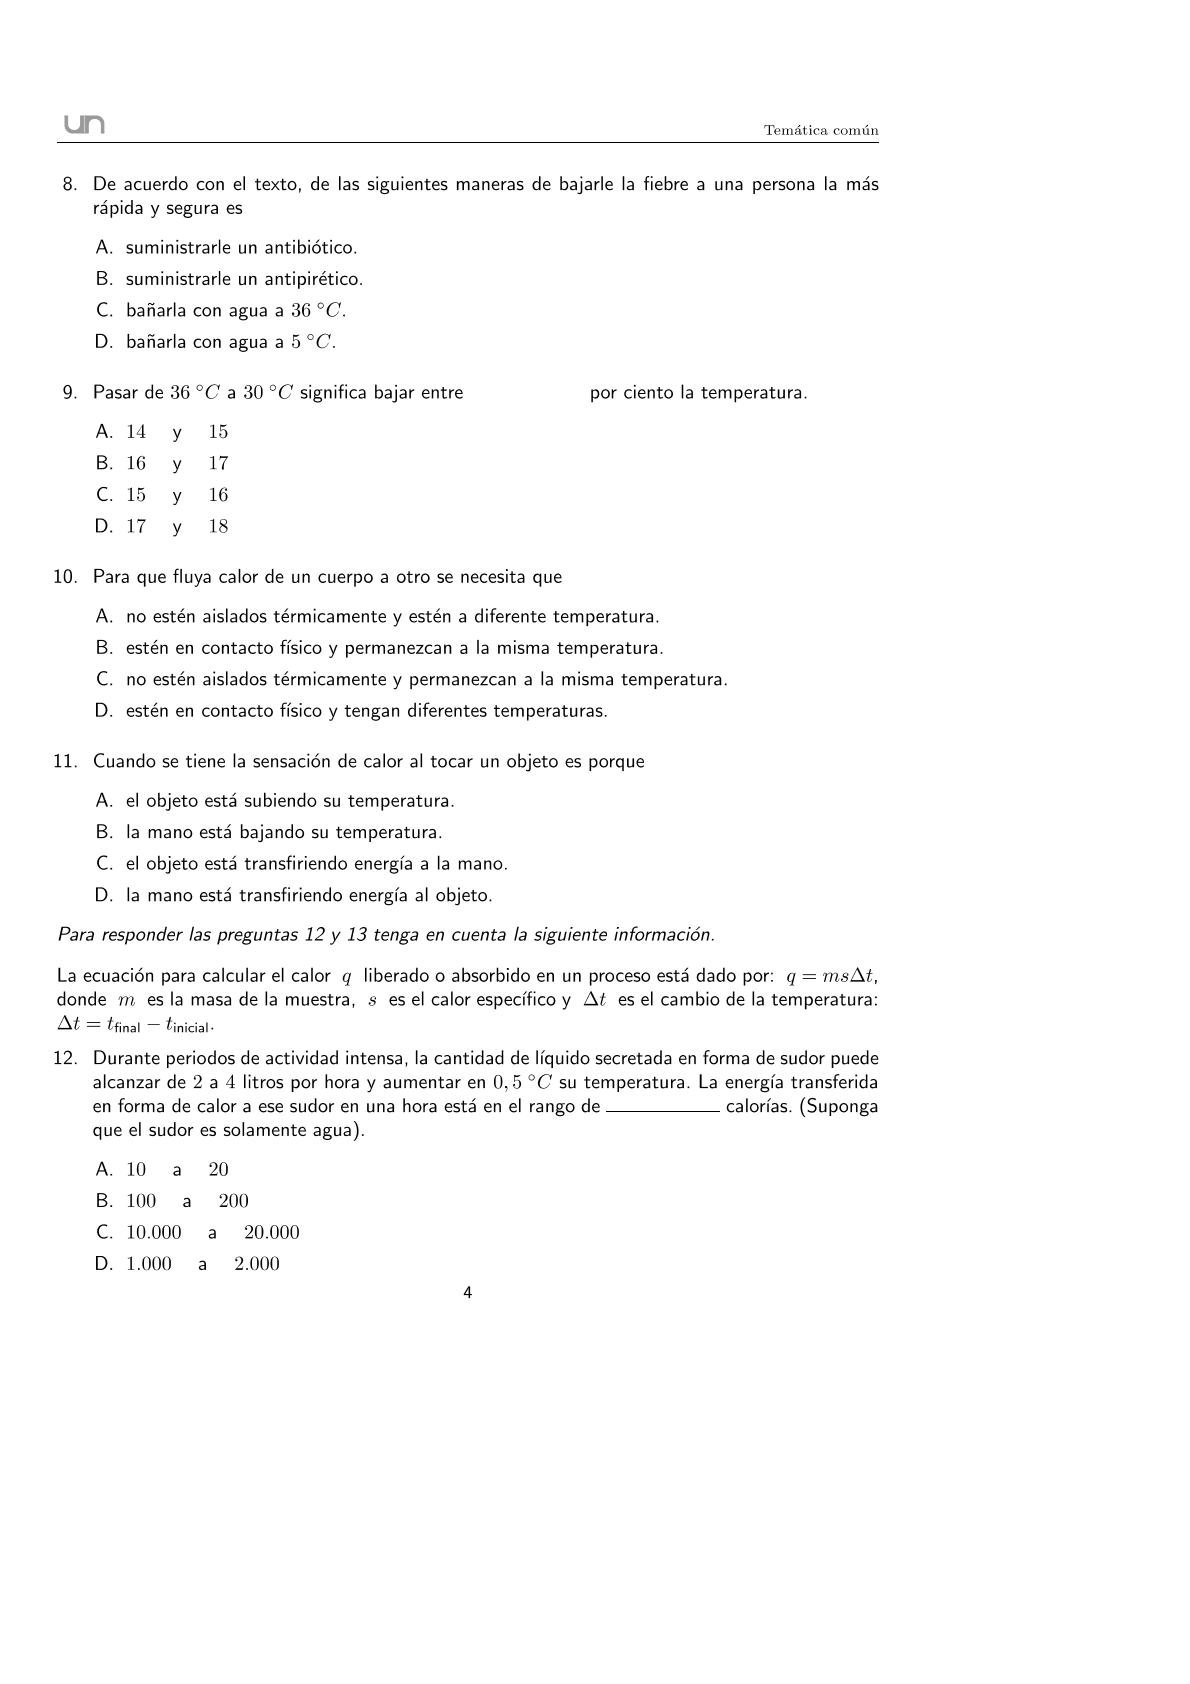 un
Temática común
8. De acuerdo con el texto, de las siguientes maneras de bajarle la fiebre a una persona la más
rápida y segura es
A. suministrarle un antibiótico.
B. suministrarle un antipirético.
C. bañarla con agua a 36 °C.
D. bañarla con agua a 5 °C.
9. Pasar de 36 °C a 30 °C significa bajar entre por ciento la temperatura.
A. 14 y 15
B. 16 y 17
C. 15 y 16
D. 17 y 18
10. Para que fluya calor de un cuerpo a otro se necesita que
A. no estén aislados térmicamente y estén a diferente temperatura.
B. estén en contacto físico y permanezcan a la misma temperatura.
C. no estén aislados térmicamente y permanezcan a la misma temperatura.
D. estén en contacto físico y tengan diferentes temperaturas.
11. Cuando se tiene la sensación de calor al tocar un objeto es porque
A. el objeto está subiendo su temperatura.
B. la mano está bajando su temperatura.
C. el objeto está transfiriendo energía a la mano.
D. la mano está transfiriendo energía al objeto.
Para responder las preguntas 12 y 13 tenga en cuenta la siguiente información.
La ecuación para calcular el calor q liberado o absorbido en un proceso está dado por: q = msΔt,
donde m es la masa de la muestra, s es el calor específico y Δt es el cambio de la temperatura:
Δt = t_final − t_inicial.
12. Durante periodos de actividad intensa, la cantidad de líquido secretada en forma de sudor puede
alcanzar de 2 a 4 litros por hora y aumentar en 0, 5 °C su temperatura. La energía transferida
en forma de calor a ese sudor en una hora está en el rango de ___________ calorías. (Suponga
que el sudor es solamente agua).
A. 10 a 20
B. 100 a 200
C. 10.000 a 20.000
D. 1.000 a 2.000
4